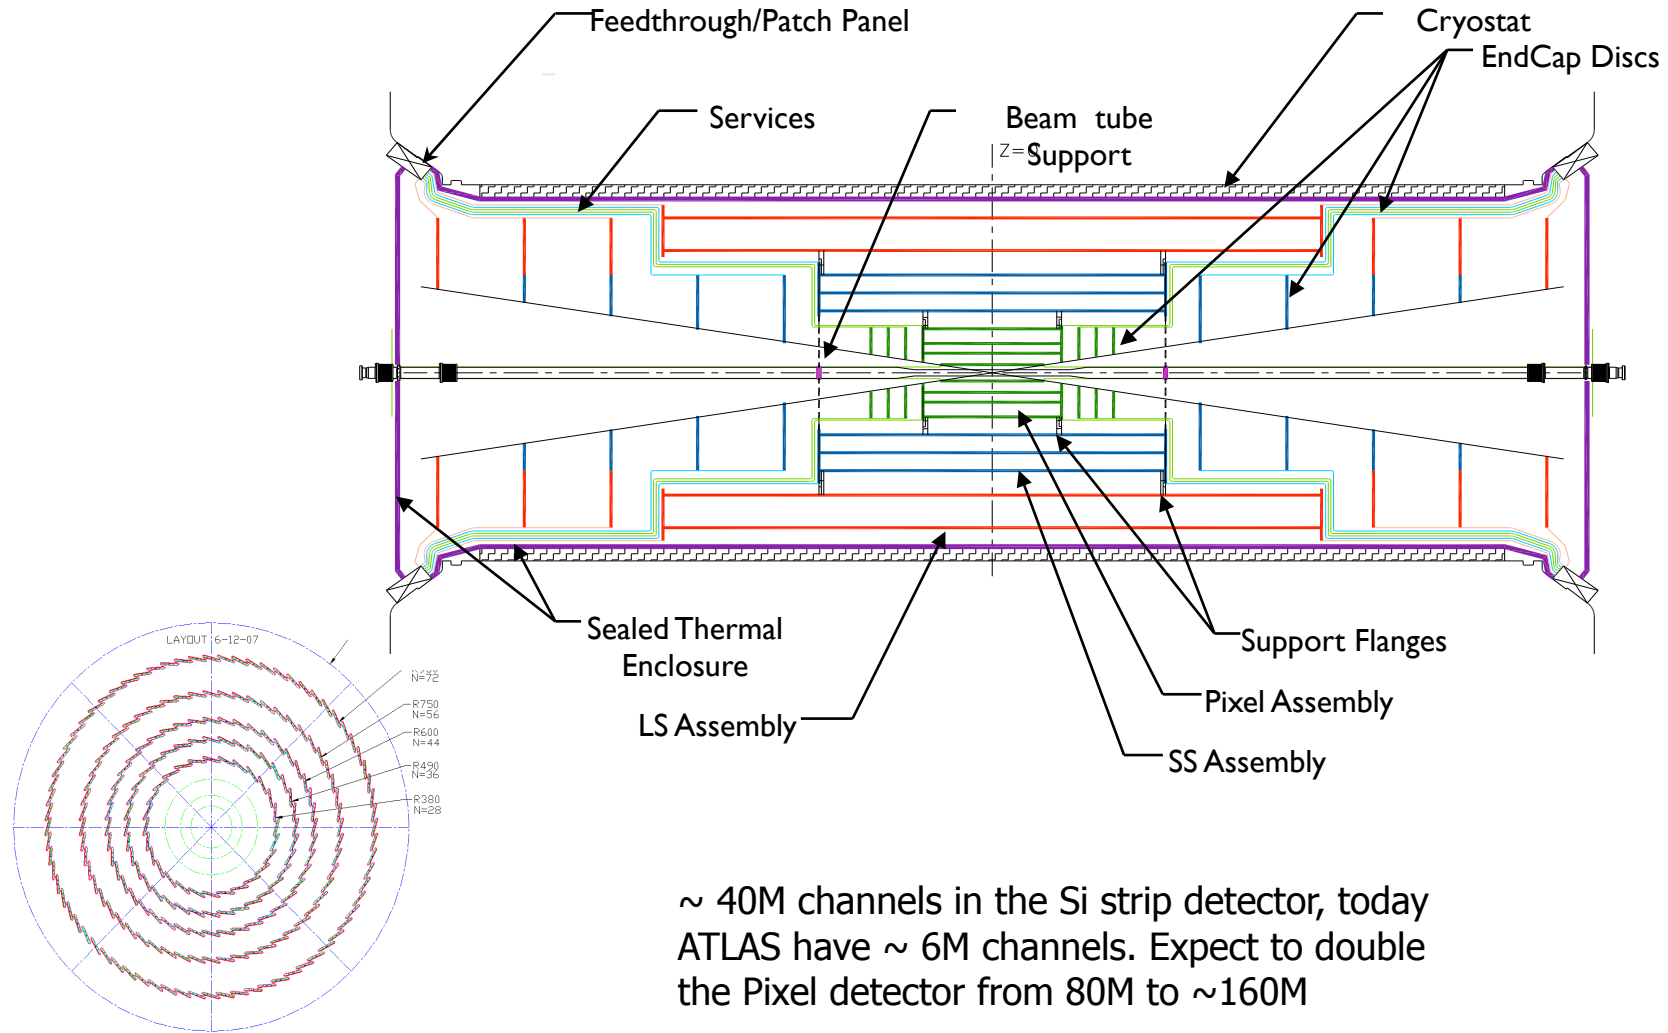 Feedthrough/Patch Panel
Cryostat
EndCap Discs
Services
Beam tube
Support
Z=0
Sealed Thermal
Enclosure
Support Flanges
Pixel Assembly
LS Assembly
SS Assembly
LAYOUT 6-12-07
N=72
R750
N=56
R600
N=44
R490
N=36
R380
N=28
~ 40M channels in the Si strip detector, today
ATLAS have ~ 6M channels. Expect to double
the Pixel detector from 80M to ~160M